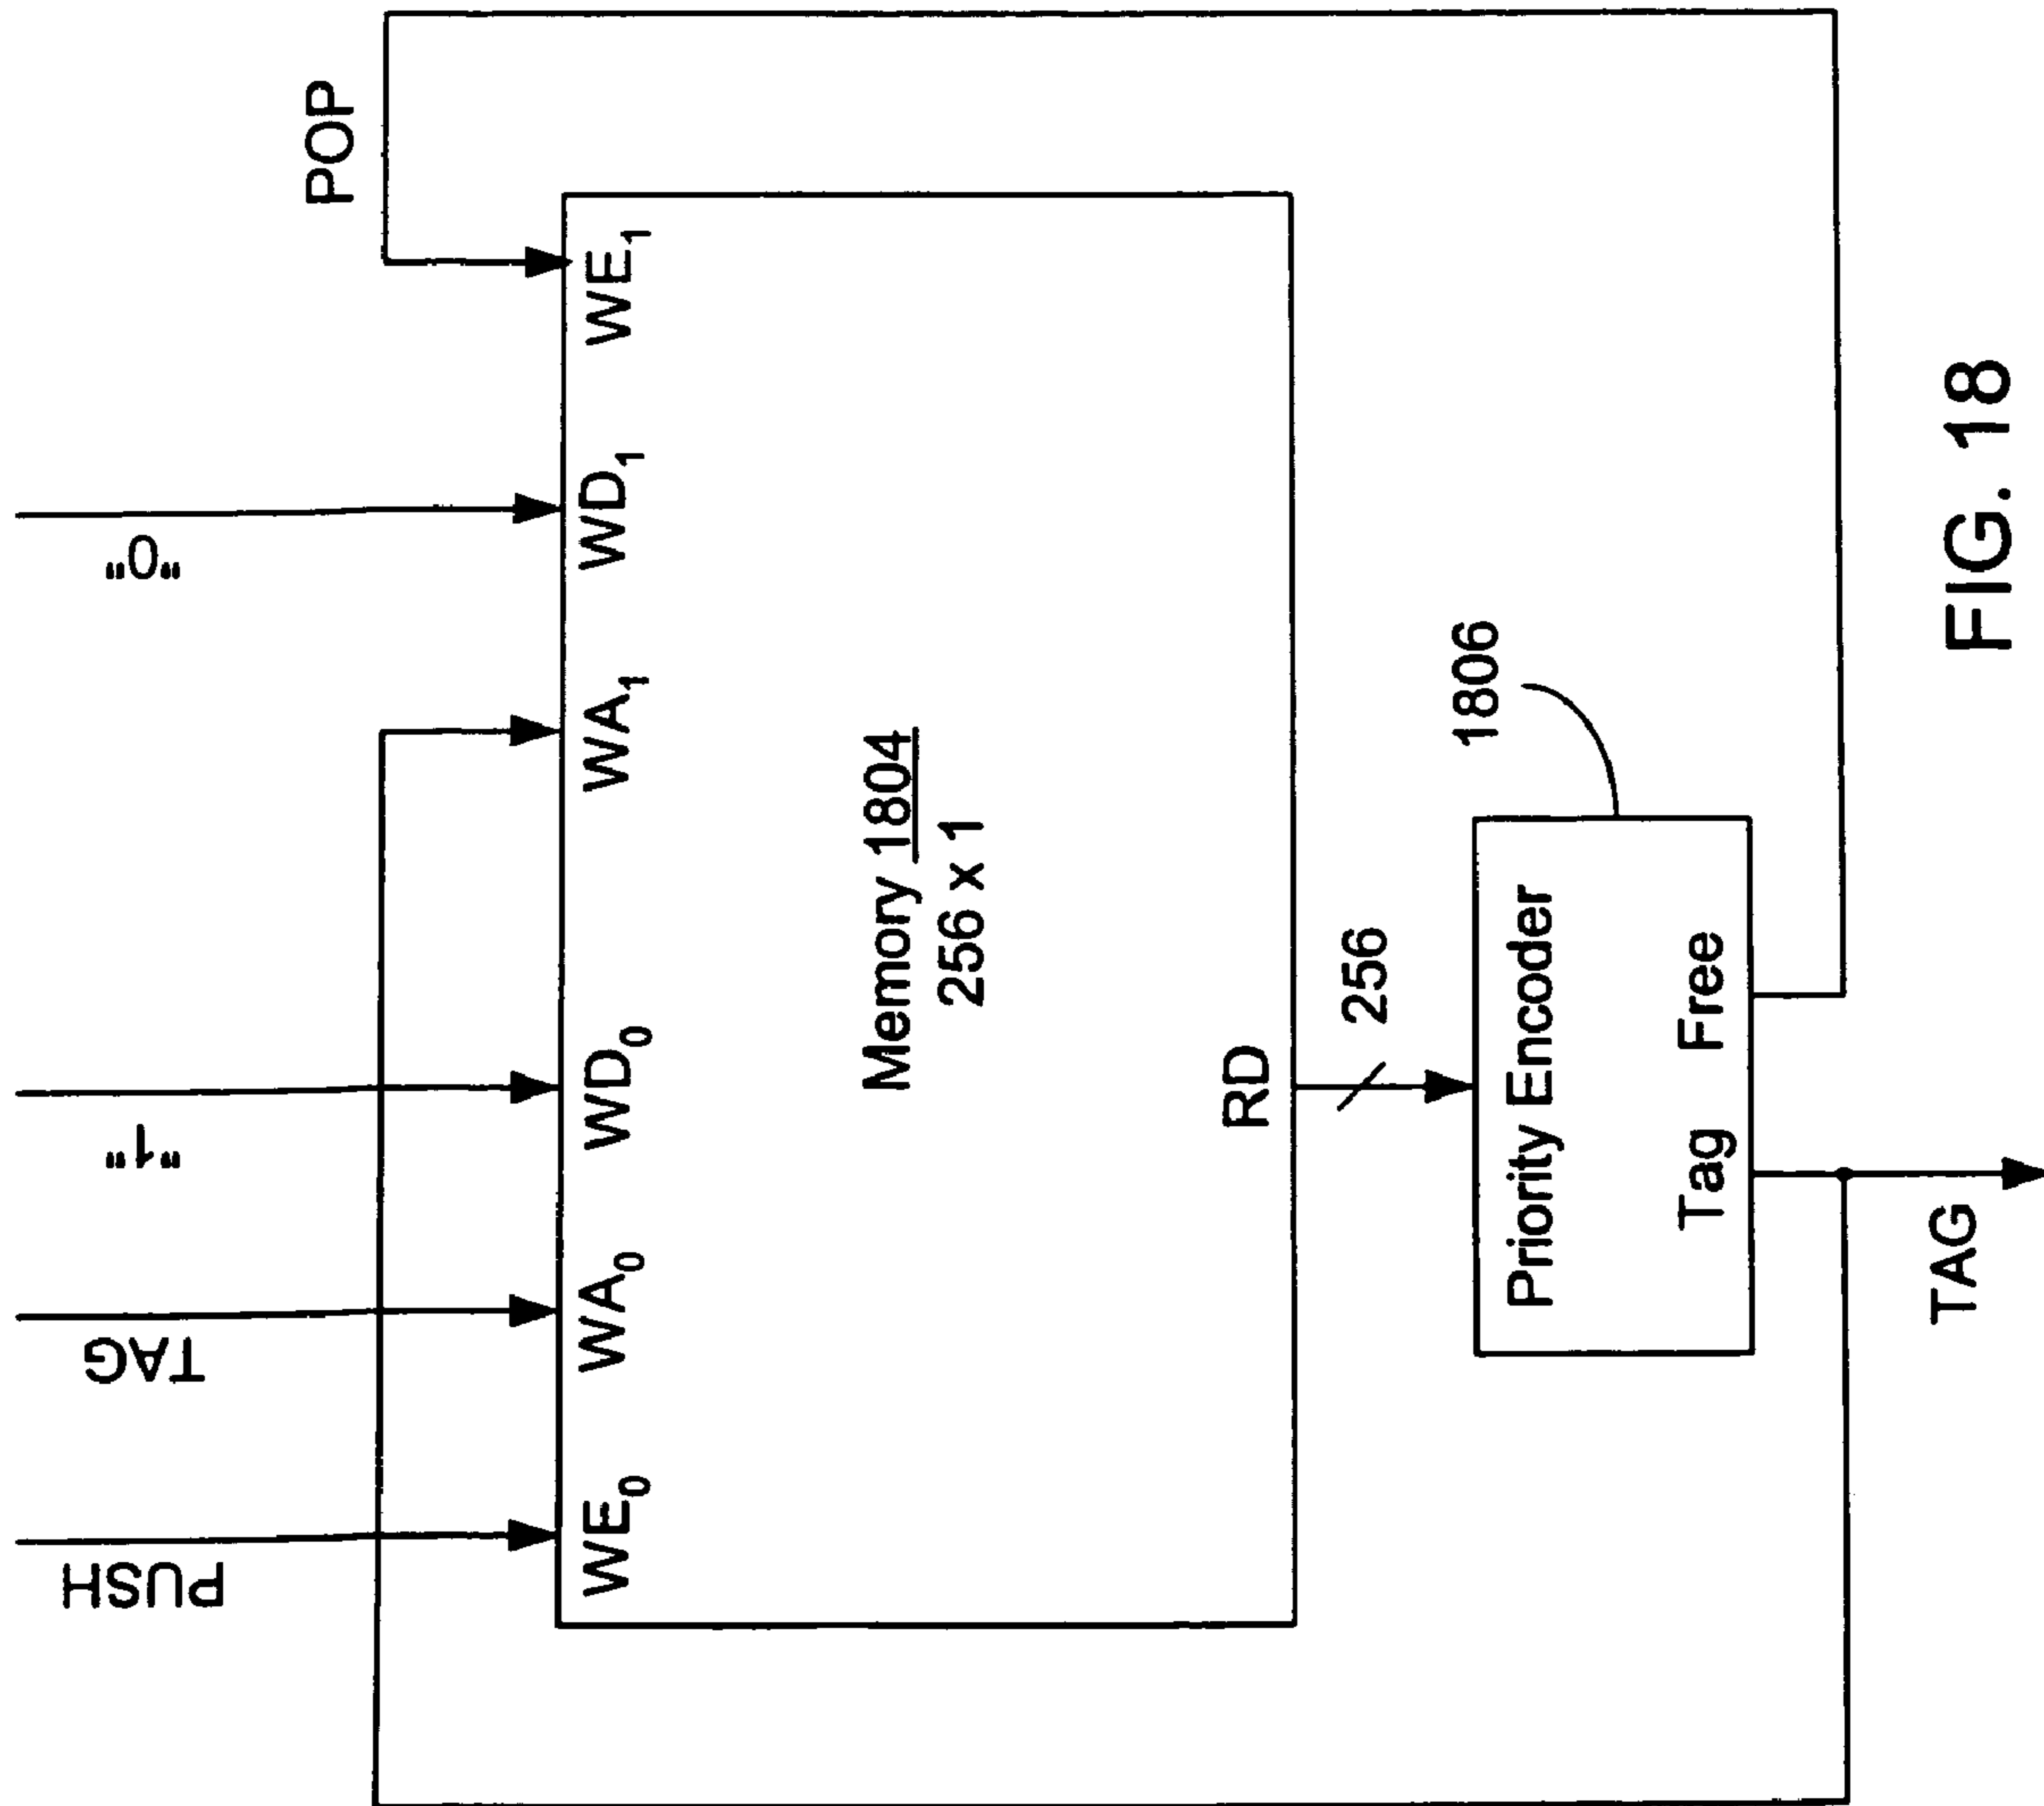 PUSH
TAG
"1"
"0"
POP
WE₀
WA₀
WD₀
WA₁
WD₁
WE₁
Memory 1804
256 x 1
RD
256
1806
Priority Encoder
Tag
Free
TAG
FIG. 18